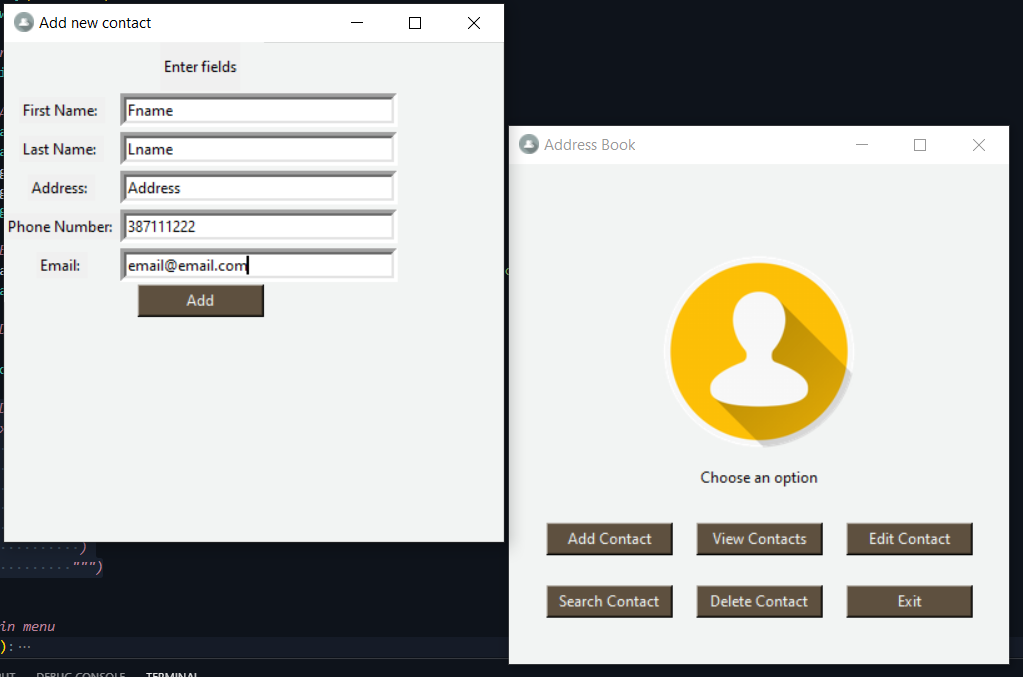 Add new contact
Enter fields
First Name: Fname
Last Name: Lname
Address: Address
Phone Number: 387111222
Email: email@email.com
Add
Address Book
Choose an option
Add Contact View Contacts Edit Contact
Search Contact Delete Contact Exit
)
""")
in menu
):
DEBUG CONSOLE TERMINAL